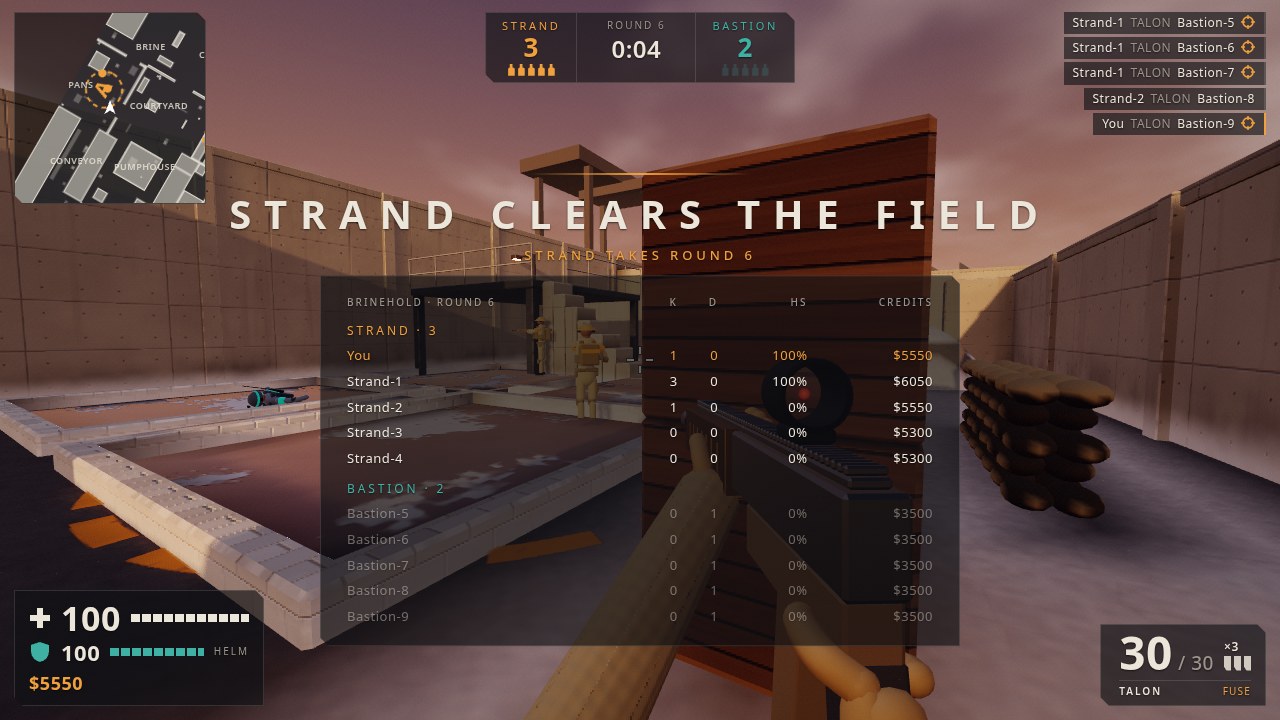 BRINE
C
PANS
A
COURTYARD
CONVEYOR
PUMPHOUSE
STRAND
3
ROUND 6
0:04
BASTION
2
Strand-1 TALON Bastion-5
Strand-1 TALON Bastion-6
Strand-1 TALON Bastion-7
Strand-2 TALON Bastion-8
You TALON Bastion-9
STRAND CLEARS THE FIELD
STRAND TAKES ROUND 6
BRINEHOLD · ROUND 6 K D HS CREDITS
STRAND · 3
You 1 0 100% $5550
Strand-1 3 0 100% $6050
Strand-2 1 0 0% $5550
Strand-3 0 0 0% $5300
Strand-4 0 0 0% $5300
BASTION · 2
Bastion-5 0 1 0% $3500
Bastion-6 0 1 0% $3500
Bastion-7 0 1 0% $3500
Bastion-8 0 1 0% $3500
Bastion-9 0 1 0% $3500
100
100 HELM
$5550
30 / 30 ×3
TALON FUSE